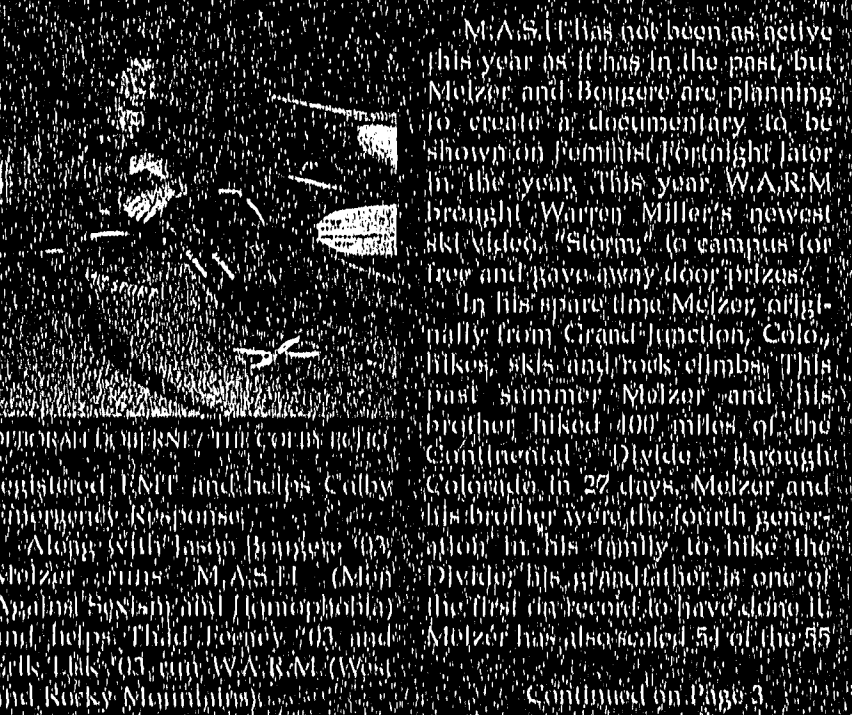 DEBORAH DOBERNE / THE COLBY ECHO
registered EMT and helps Colby
Emergency Response.
Along with Jason Bougere '03,
Melzer runs M.A.S.H (Men
Against Sexism and Homophobia)
and helps Thad Feeney '03 and
Erik '03 run W.A.R.M (West
and Rocky Mountains).
M.A.S.H has not been as active
this year as it has in the past, but
Melzer and Bougere are planning
to create a documentary to be
shown on Feminist Fortnight later
in the year. This year W.A.R.M
brought Warren Miller's newest
ski video, "Storm," to campus for
free and gave away door prizes.
In his spare time Melzer, origi-
nally from Grand Junction, Colo.,
hikes, skis and rock climbs. This
past summer Melzer and his
brother hiked 400 miles of the
Continental Divide through
Colorado in 27 days. Melzer and
his brother were the fourth gener-
ation in his family to hike the
Divide; his grandfather is one of
the first on record to have done it.
Melzer has also scaled 54 of the 55
Continued on Page 3